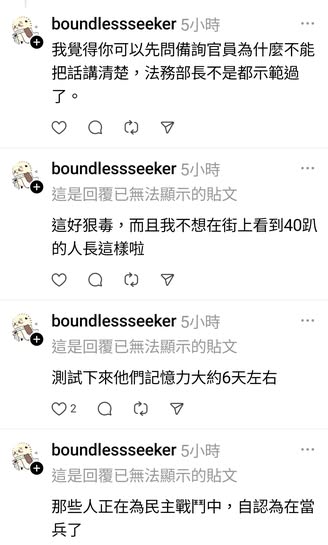 boundlessseeker 5小時
我覺得你可以先問備詢官員為什麼不能
把話講清楚，法務部長不是都示範過
了。
boundlessseeker 5小時
這是回覆已無法顯示的貼文
這好狠毒，而且我不想在街上看到40趴
的人長這樣啦
boundlessseeker 5小時
這是回覆已無法顯示的貼文
測試下來他們記憶力大約6天左右
2
boundlessseeker 5小時
這是回覆已無法顯示的貼文
那些人正在為民主戰鬥中，自認為在當
兵了